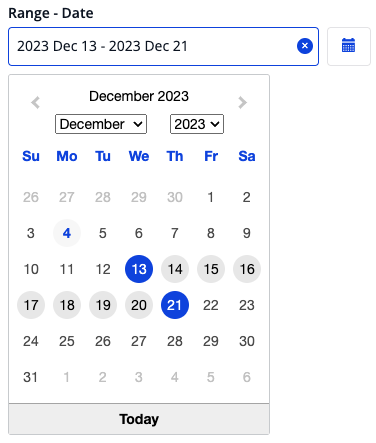 Range - Date
2023 Dec 13 - 2023 Dec 21
December 2023
December 2023
Su Mo Tu We Th Fr Sa
26 27 28 29 30 1 2
3 4 5 6 7 8 9
10 11 12 13 14 15 16
17 18 19 20 21 22 23
24 25 26 27 28 29 30
31 1 2 3 4 5 6
Today